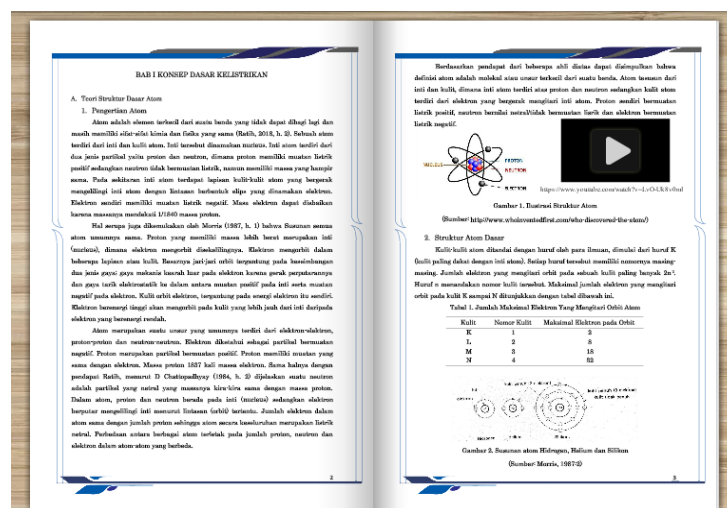 BAB I KONSEP DASAR KELISTRIKAN
A. Teori Struktur Dasar Atom
1. Pengertian Atom
Atom adalah elemen terkecil dari suatu benda yang tidak dapat dibagi lagi dan
masih memiliki sifat-sifat kimia dan fisika yang sama (Ratih, 2018, h. 2). Sebuah atom
terdiri dari inti dan kulit atom. Inti tersebut dinamakan nucleus. Inti atom terdiri dari
dua jenis partikel yaitu proton dan neutron, dimana proton memiliki muatan listrik
positif sedangkan neutron tidak bermuatan listrik, namun memiliki massa yang hampir
sama. Pada sekitaran inti atom terdapat lapisan kulit-kulit atom yang bergerak
mengelilingi inti atom dengan lintasan berbentuk elips yang dinamakan elektron.
Elektron sendiri memiliki muatan listrik negatif. Masa elektron dapat diabaikan
karena massanya mendekati 1/1840 massa proton.
Hal serupa juga dikemukakan oleh Morris (1987, h. 1) bahwa Susunan semua
atom umumnya sama. Proton yang memiliki massa lebih berat merupakan inti
(nucleus), dimana elektron mengorbit disekelilingnya. Elektron mengorbit dalam
beberapa lapisan atau kulit. Besarnya jari-jari orbit tergantung pada keseimbangan
dua jenis gaya: gaya mekanis kearah luar pada elektron karena gerak perputarannya
dan gaya tarik elektrostatik ke dalam antara muatan positif pada inti serta muatan
negatif pada elektron. Kulit orbit elektron, tergantung pada energi elektron itu sendiri.
Elektron berenergi tinggi akan mengorbit pada kulit yang lebih jauh dari inti daripada
elektron yang berenergi rendah.
Atom merupakan suatu unsur yang umumnya terdiri dari elektron-elektron,
proton-proton dan neutron-neutron. Elektron diketahui sebagai partikel bermuatan
negatif. Proton merupakan partikel bermuatan positif. Proton memiliki muatan yang
sama dengan elektron. Massa proton 1837 kali massa elektron. Sama halnya dengan
pendapat Ratih, menurut D Chattopadhyay (1984, h. 2) dijelaskan suatu neutron
adalah partikel yang netral yang massanya kira-kira sama dengan massa proton.
Dalam atom, proton dan neutron berada pada inti (nucleus) sedangkan elektron
berputar mengelilingi inti menurut lintasan (orbit) tertentu. Jumlah elektron dalam
atom sama dengan jumlah proton sehingga atom secara keseluruhan merupakan listrik
netral. Perbedaan antara berbagai atom terletak pada jumlah proton, neutron dan
elektron dalam atom-atom yang berbeda.
2
Berdasarkan pendapat dari beberapa ahli diatas dapat disimpulkan bahwa
definisi atom adalah molekul atau unsur terkecil dari suatu benda. Atom tersusun dari
inti dan kulit, dimana inti atom terdiri atas proton dan neutron sedangkan kulit atom
terdiri dari elektron yang bergerak mengitari inti atom. Proton sendiri bermuatan
listrik positif, neutron bernilai netral/tidak bermuatan listrik dan elektron bermuatan
listrik negatif.
NUCLEUS
PROTON
NEUTRON
ELECTRON
Gambar 1. Ilustrasi Struktur Atom
(Sumber: http://www.whoinventedfirst.com/who-discovered-the-atom/)
2. Struktur Atom Dasar
Kulit-kulit atom ditandai dengan huruf oleh para ilmuan, dimulai dari huruf K
(kulit paling dekat dengan inti atom). Setiap huruf tersebut memiliki nomornya masing-
masing. Jumlah elektron yang mengitari orbit pada sebuah kulit paling banyak 2n².
Huruf n menandakan nomor kulit tersebut. Maksimal jumlah elektron yang mengitari
orbit pada kulit K sampai N ditunjukkan dengan tabel dibawah ini.
Tabel 1. Jumlah Maksimal Elektron Yang Mengitari Orbit Atom
Kulit Nomor Kulit Maksimal Elektron pada Orbit
K 1 2
L 2 8
M 3 18
N 4 32
Gambar 2. Susunan atom Hidrogan, Helium dan Silikon
(Sumber: Morris, 1987:2)
3